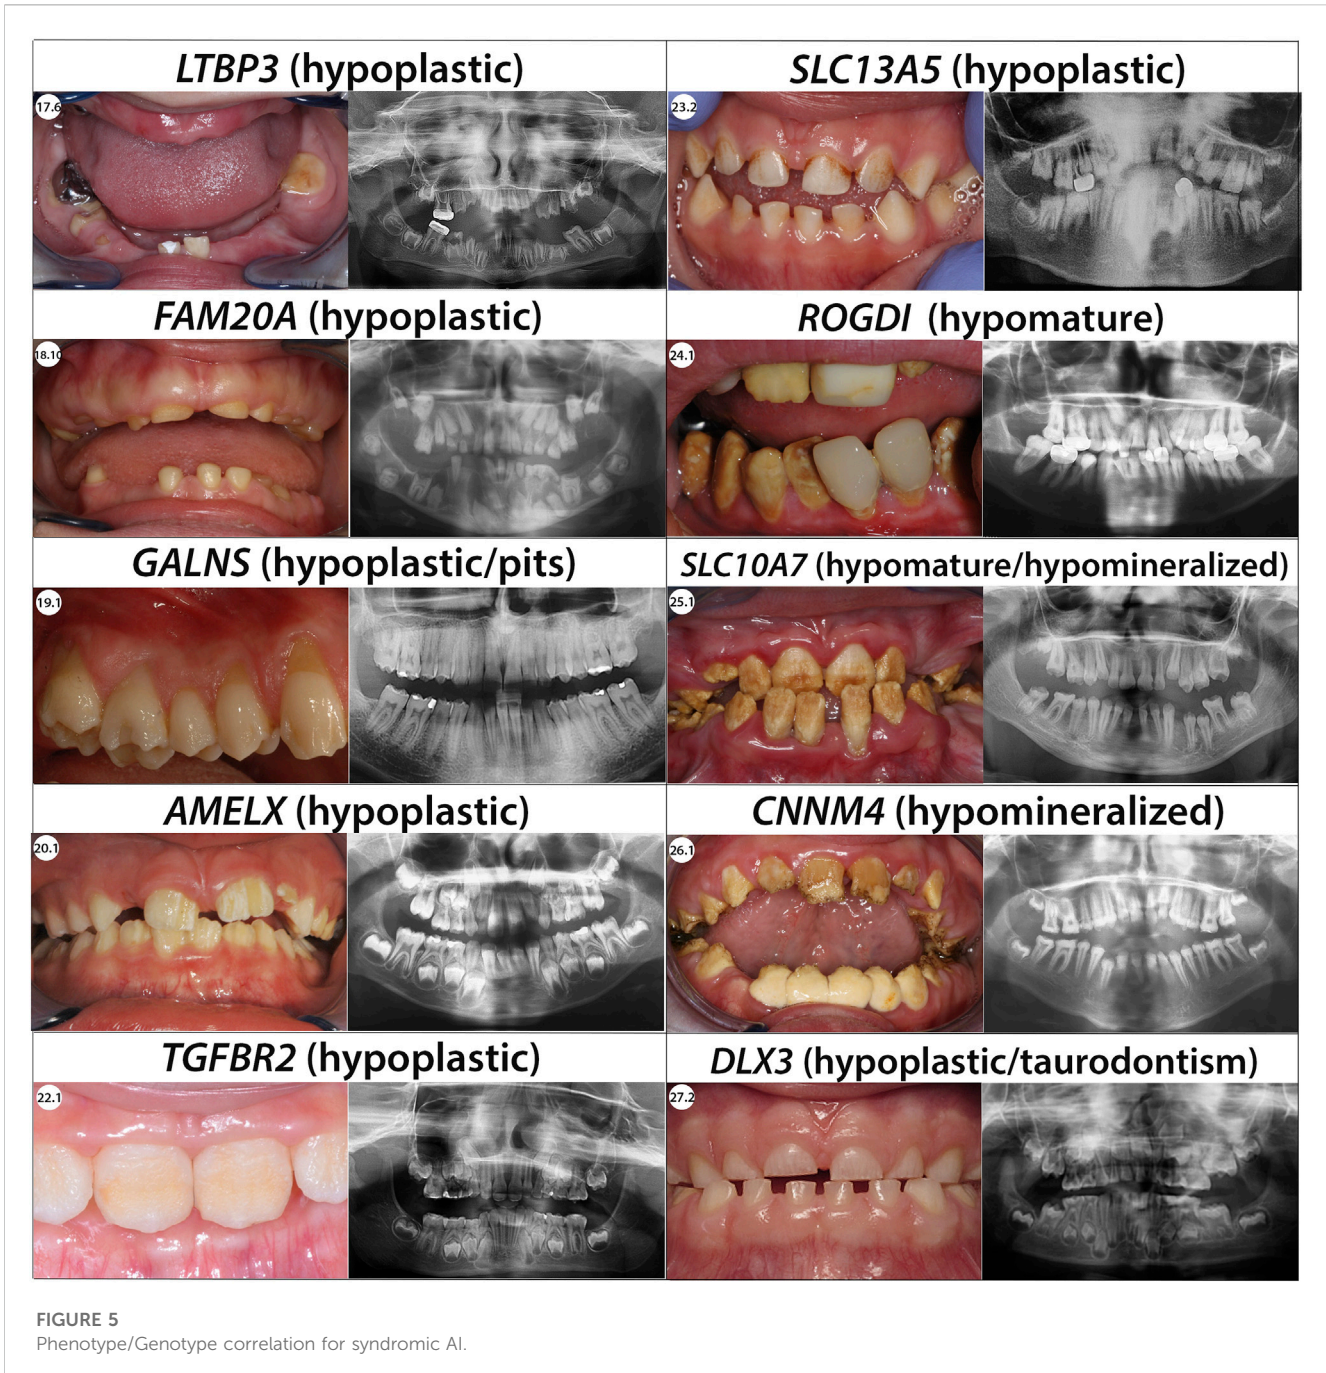 LTBP3 (hypoplastic)
SLC13A5 (hypoplastic)
17.6
23.2
FAM20A (hypoplastic)
ROGDI (hypomature)
18.10
24.1
GALNS (hypoplastic/pits)
SLC10A7 (hypomature/hypomineralized)
19.1
25.1
AMELX (hypoplastic)
CNNM4 (hypomineralized)
20.1
26.1
TGFBR2 (hypoplastic)
DLX3 (hypoplastic/taurodontism)
22.1
27.2
FIGURE 5
Phenotype/Genotype correlation for syndromic AI.